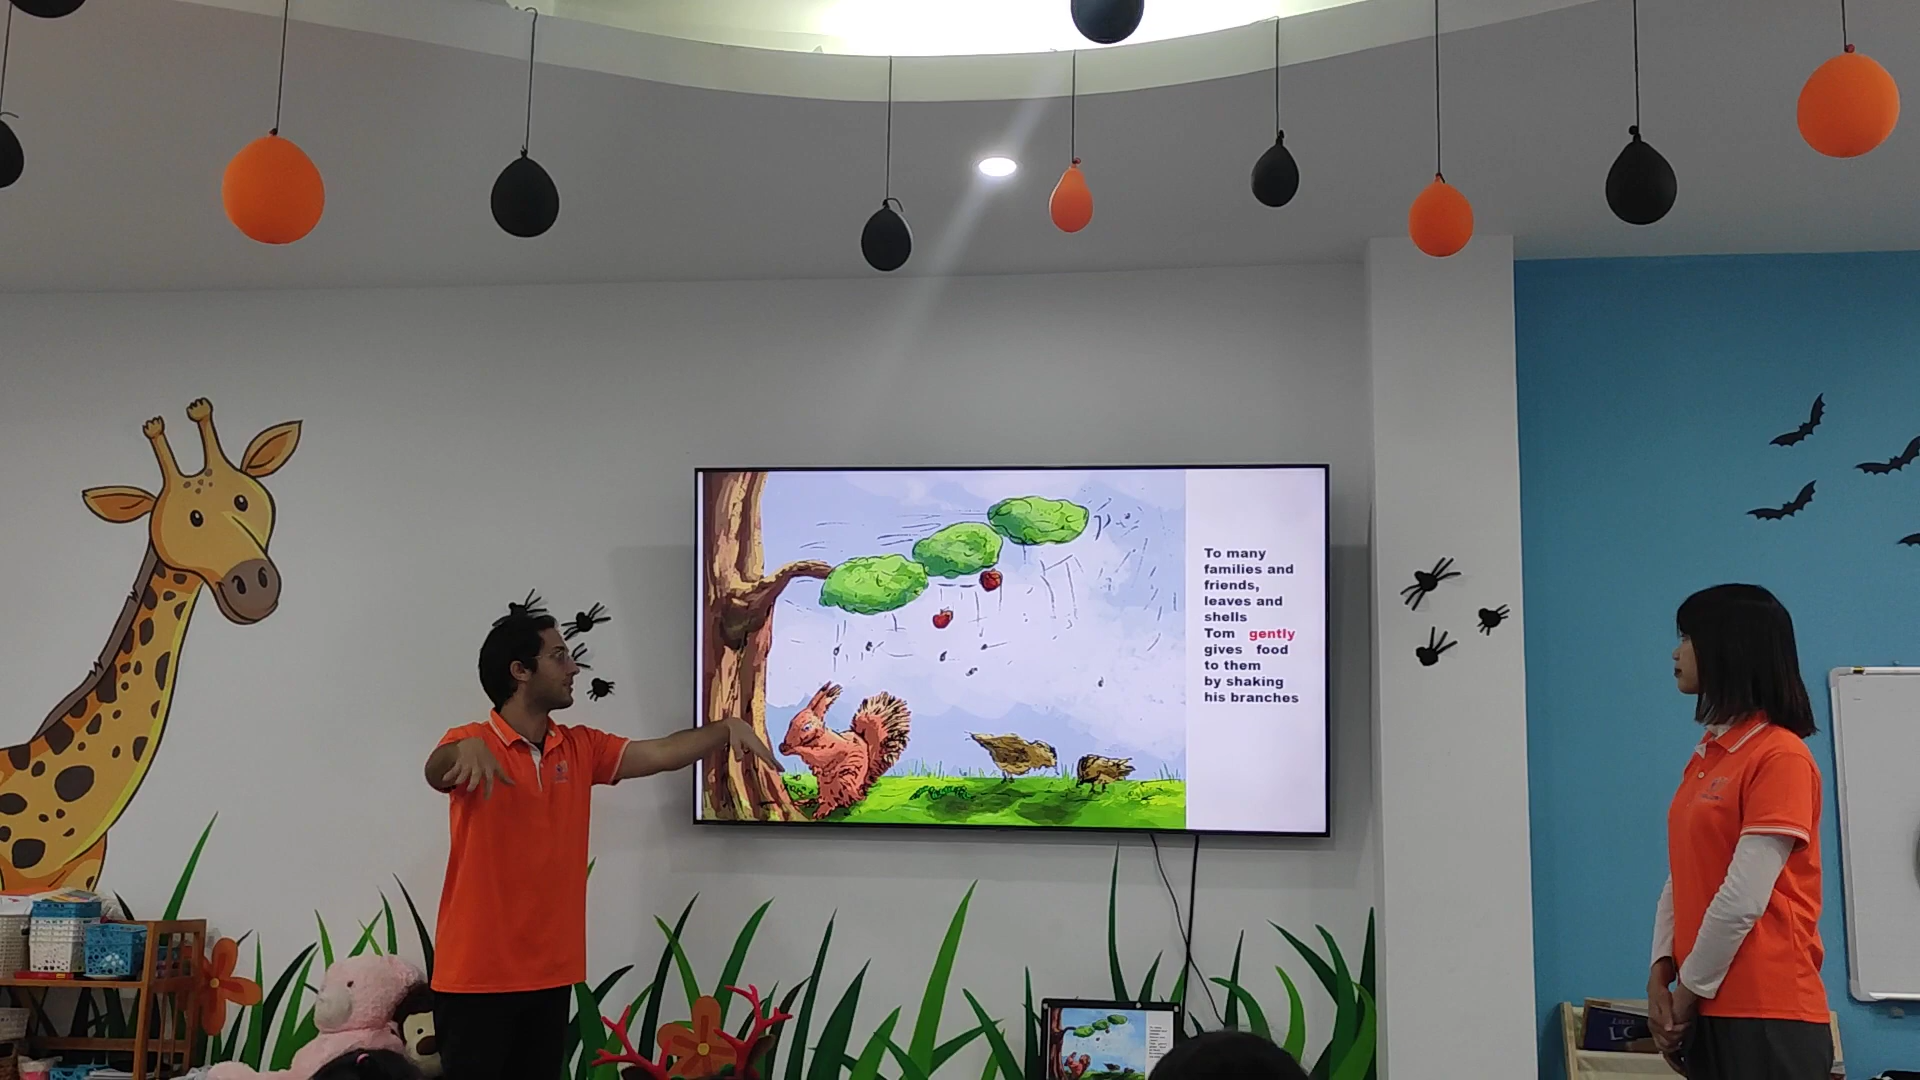 To many
families and
friends,
leaves and
shells
Tom gently
gives food
to them
by shaking
his branches